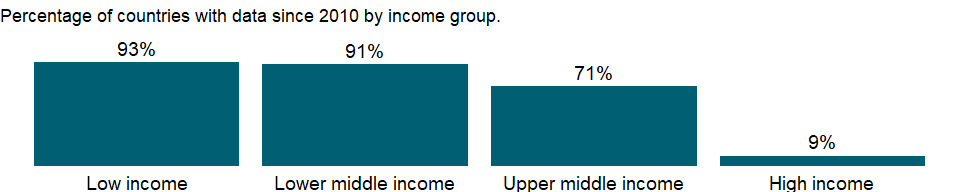 Percentage of countries with data since 2010 by income group.
93%
91%
71%
9%
Low income
Lower middle income
Upper middle income
High income